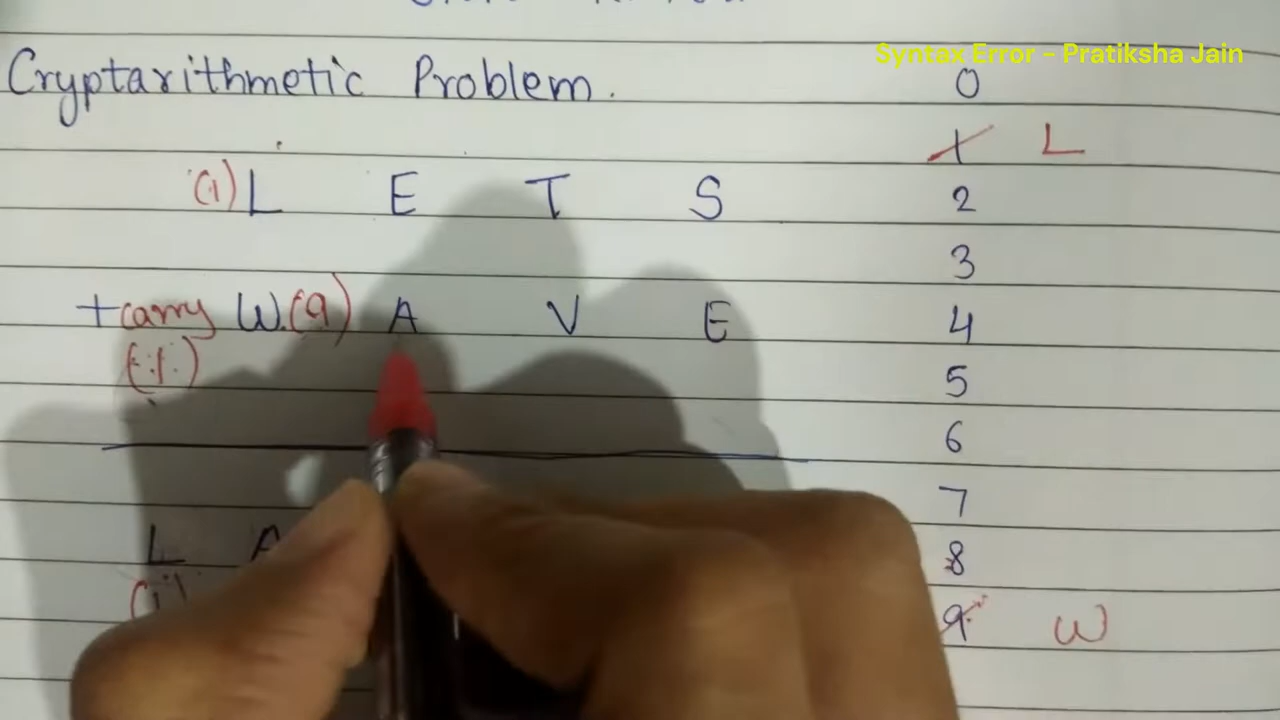 Syntax Error - Pratiksha Jain
Cryptarithmetic Problem.
0
1 L
(1) L E T S
2
3
+ carry W.(9) A V E
4
(1)
5
6
7
L A
8
(1)
9 W